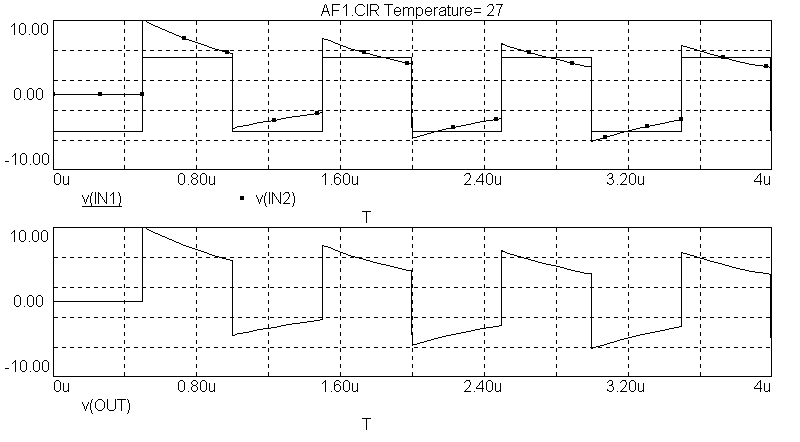 AF1.CIR Temperature= 27
10.00
0.00
-10.00
0u 0.80u 1.60u 2.40u 3.20u 4u
v(IN1) v(IN2)
T
10.00
0.00
-10.00
0u 0.80u 1.60u 2.40u 3.20u 4u
v(OUT)
T